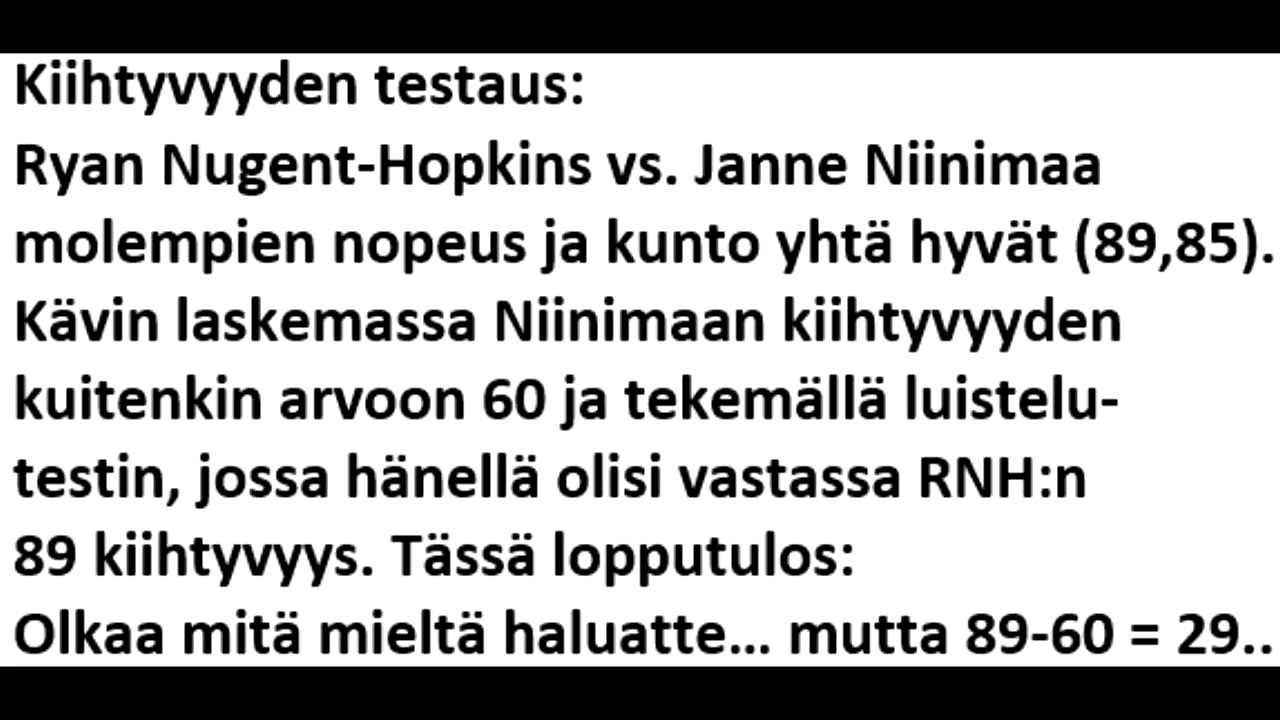 Kiihtyvyyden testaus:
Ryan Nugent-Hopkins vs. Janne Niinimaa
molempien nopeus ja kunto yhtä hyvät (89,85).
Kävin laskemassa Niinimaan kiihtyvyyden
kuitenkin arvoon 60 ja tekemällä luistelu-
testin, jossa hänellä olisi vastassa RNH:n
89 kiihtyvyys. Tässä lopputulos:
Olkaa mitä mieltä haluatte... mutta 89-60 = 29..